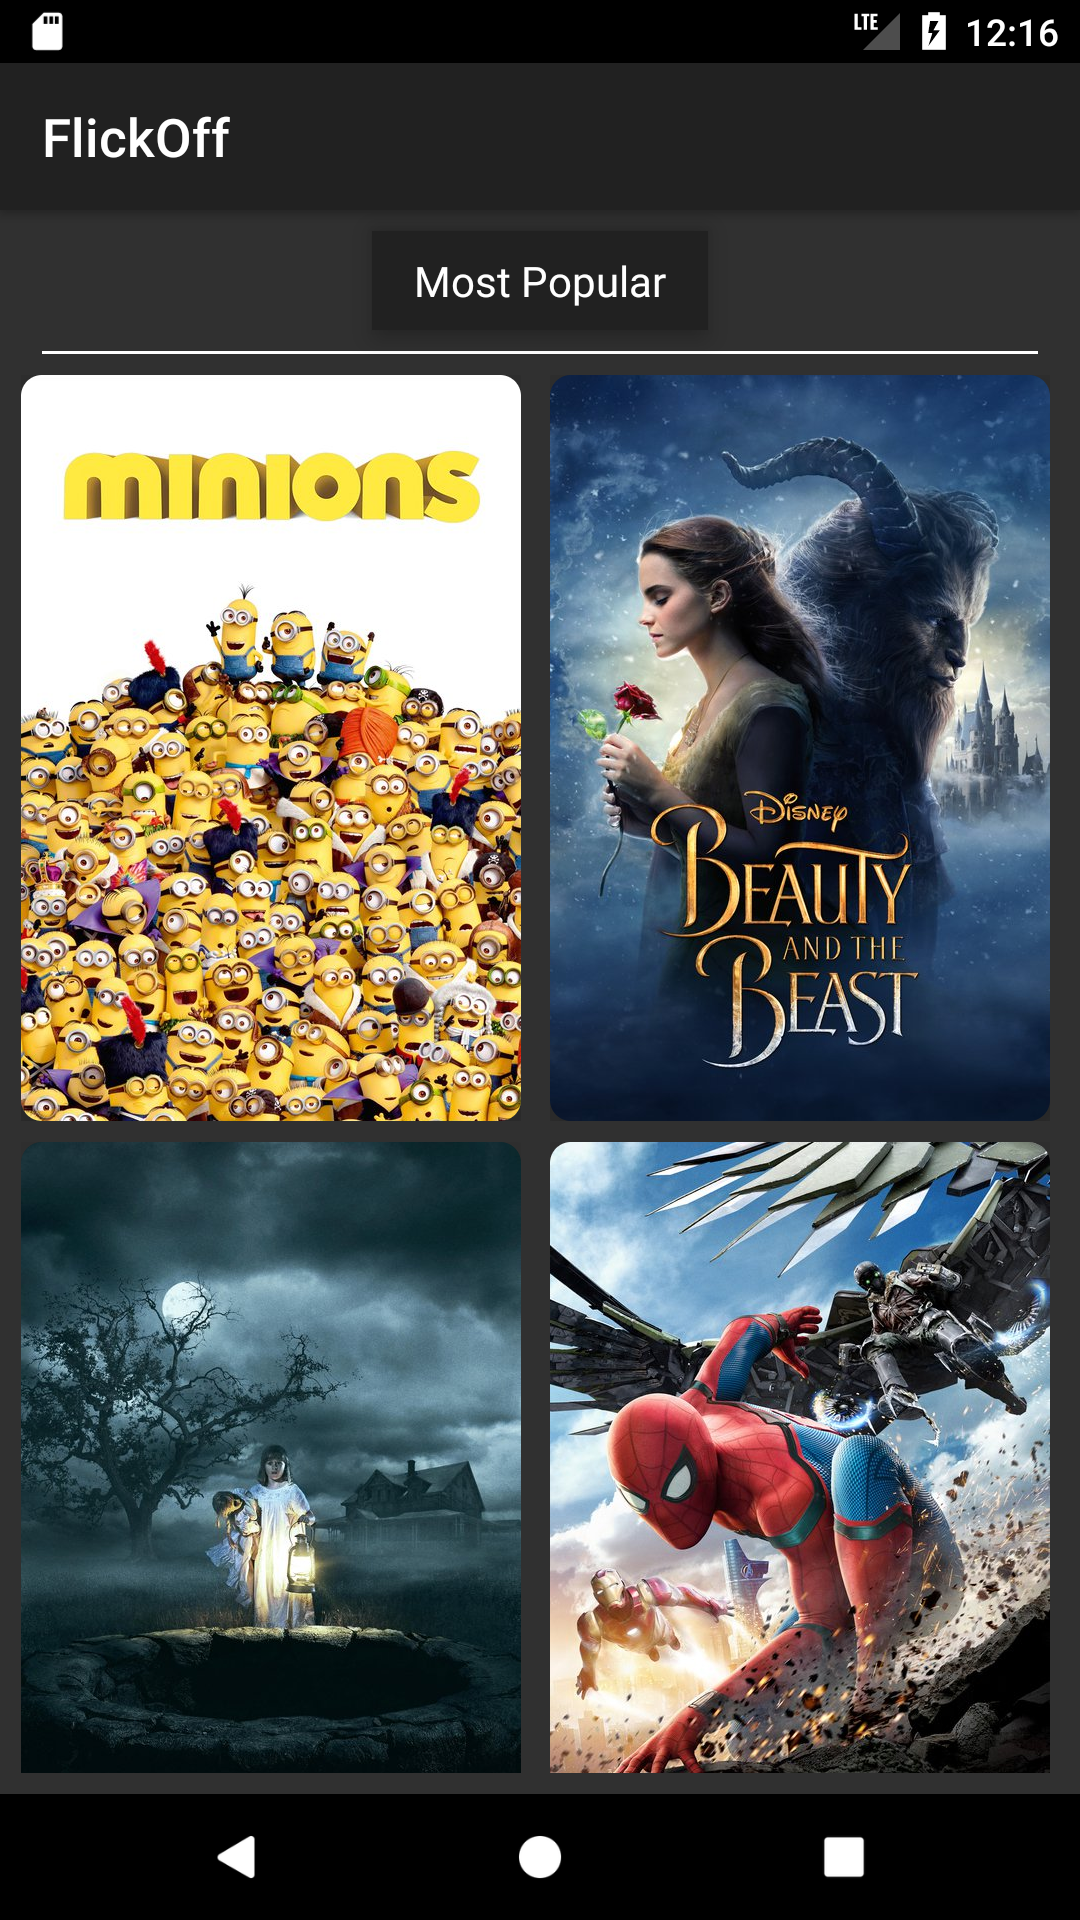 LTE 12:16
FlickOff
Most Popular
minions
Disney
BEAUTY
AND THE
BEAST